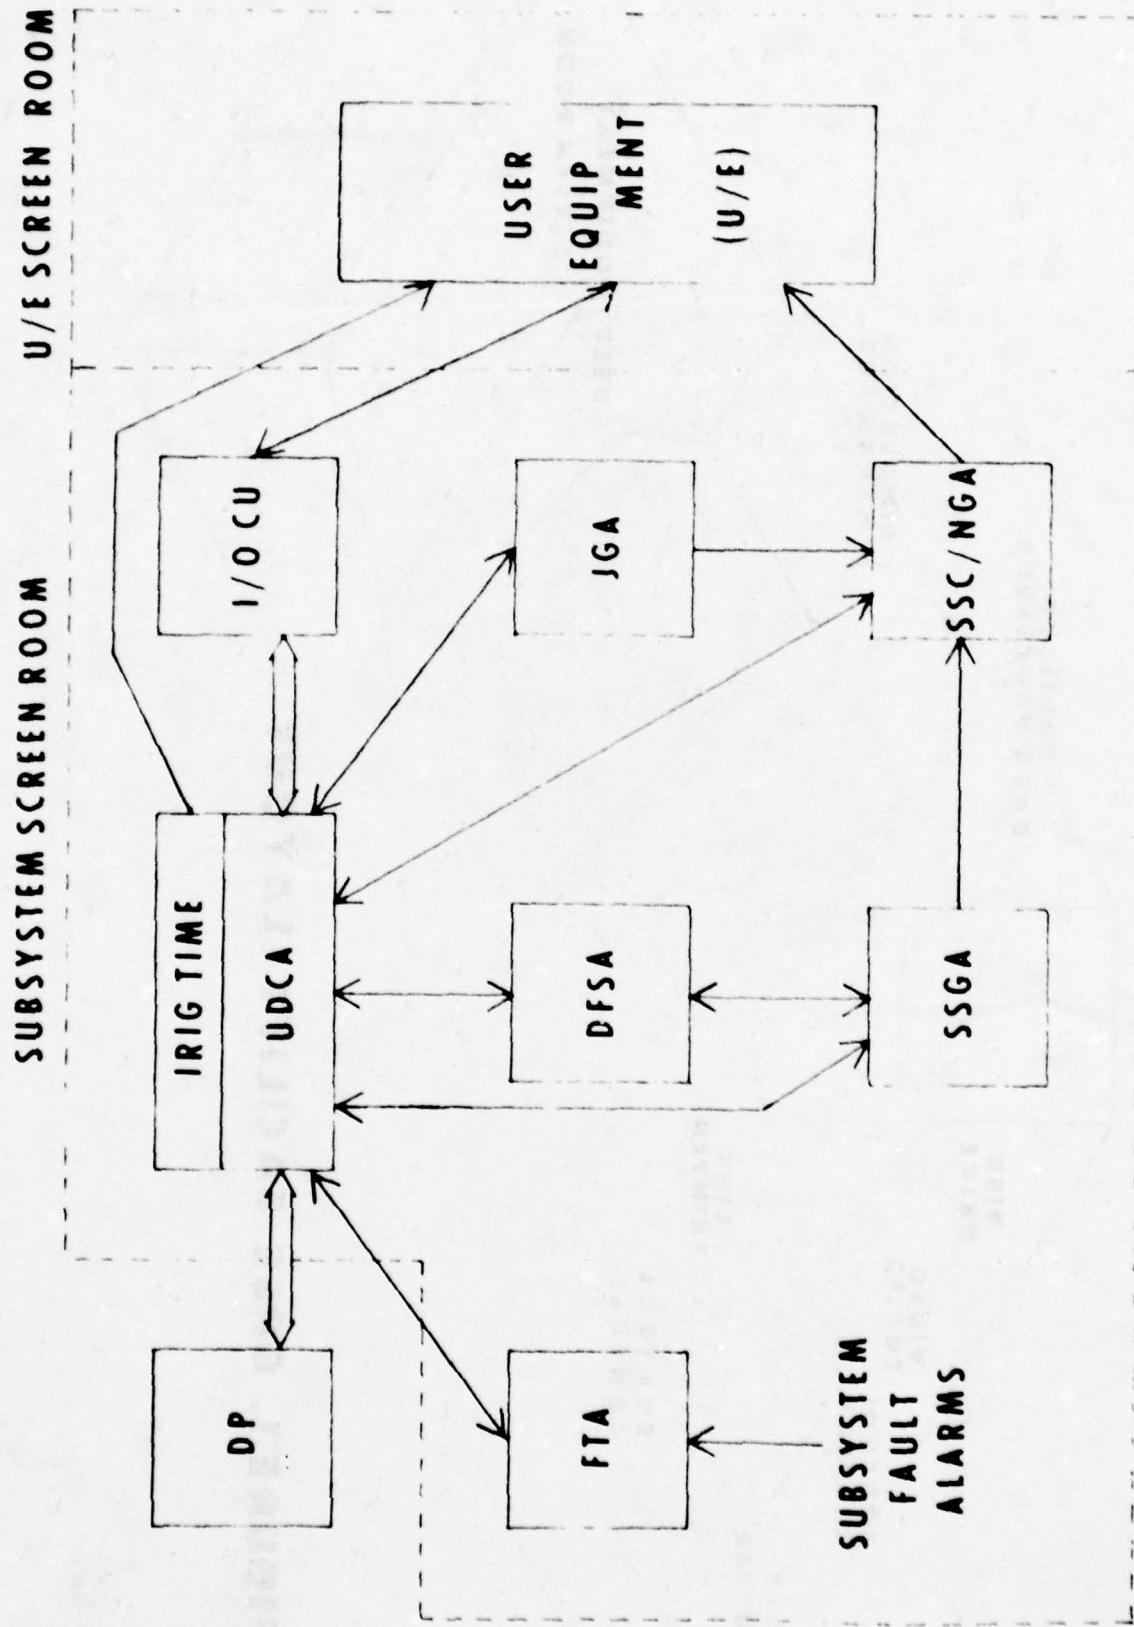 SUBSYSTEM SCREEN ROOM
U/E SCREEN ROOM
DP
IRIG TIME
UDCA
I/O CU
USER
EQUIP
MENT
(U/E)
FTA
DFSA
JGA
SUBSYSTEM
FAULT
ALARMS
SSGA
SSC/NGA